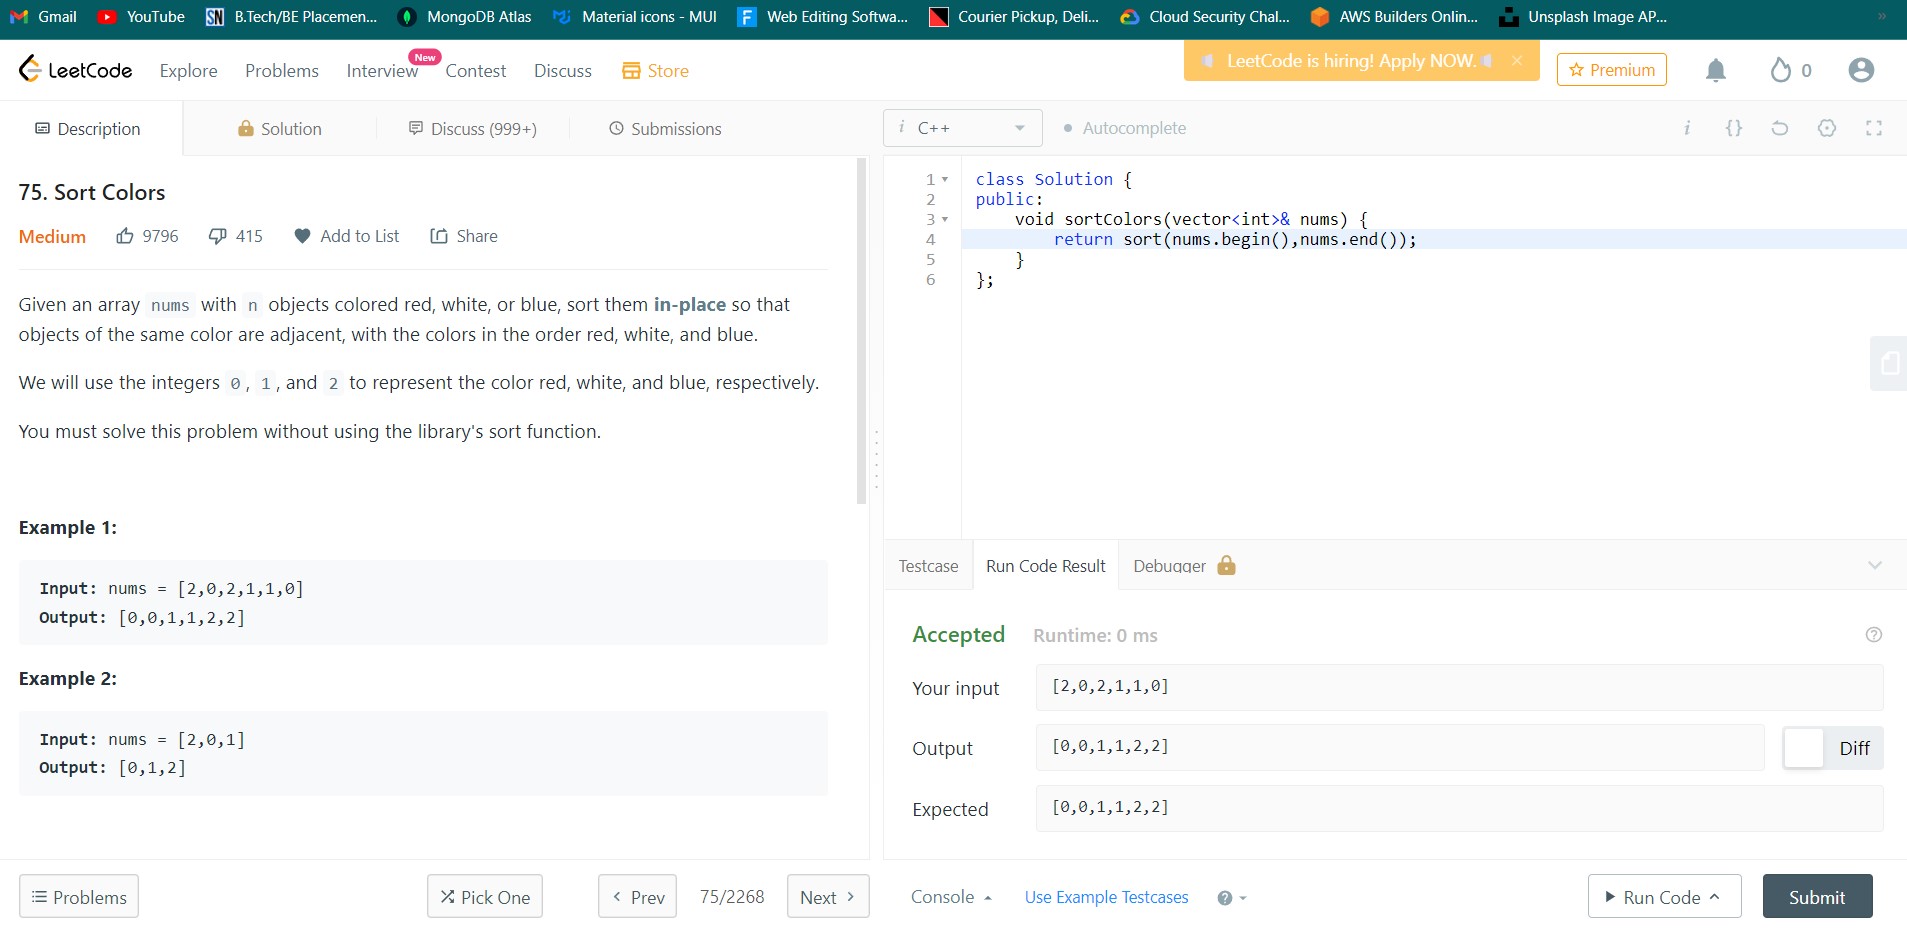 Gmail YouTube SN B.Tech/BE Placemen... MongoDB Atlas Material icons - MUI F Web Editing Softwa... Courier Pickup, Deli... Cloud Security Chal... AWS Builders Onlin... Unsplash Image AP... »
LeetCode Explore Problems Interview New Contest Discuss Store LeetCode is hiring! Apply NOW. × Premium 0
Description Solution Discuss (999+) Submissions
i C++ Autocomplete i {}
75. Sort Colors
Medium 9796 415 Add to List Share
Given an array nums with n objects colored red, white, or blue, sort them in-place so that
objects of the same color are adjacent, with the colors in the order red, white, and blue.
We will use the integers 0, 1, and 2 to represent the color red, white, and blue, respectively.
You must solve this problem without using the library's sort function.
Example 1:
Input: nums = [2,0,2,1,1,0]
Output: [0,0,1,1,2,2]
Example 2:
Input: nums = [2,0,1]
Output: [0,1,2]
1 class Solution {
2 public:
3 void sortColors(vector<int>& nums) {
4 return sort(nums.begin(),nums.end());
5 }
6 };
Testcase Run Code Result Debugger
Accepted Runtime: 0 ms ?
Your input [2,0,2,1,1,0]
Output [0,0,1,1,2,2] Diff
Expected [0,0,1,1,2,2]
Problems Pick One < Prev 75/2268 Next > Console Use Example Testcases ? Run Code Submit